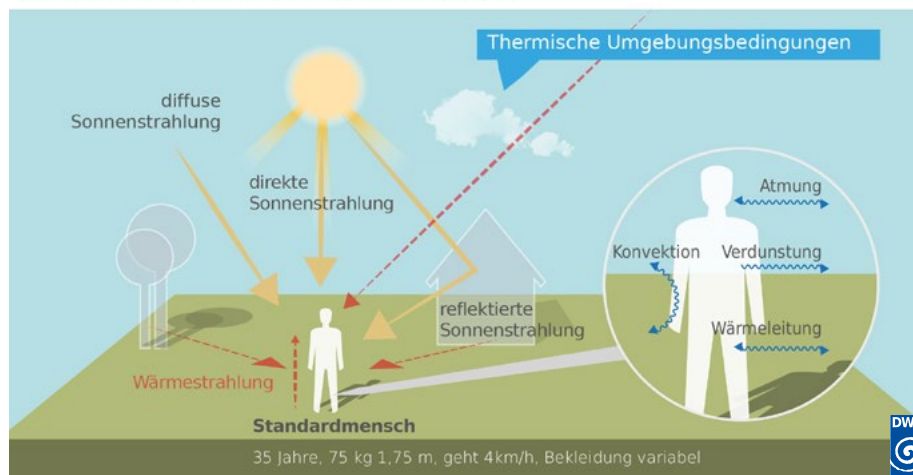 Thermische Umgebungsbedingungen
diffuse
Sonnenstrahlung
direkte
Sonnenstrahlung
Atmung
Konvektion
Verdunstung
reflektierte
Sonnenstrahlung
Wärmeleitung
Wärmestrahlung
Standardmensch
35 Jahre, 75 kg 1,75 m, geht 4km/h, Bekleidung variabel
DW